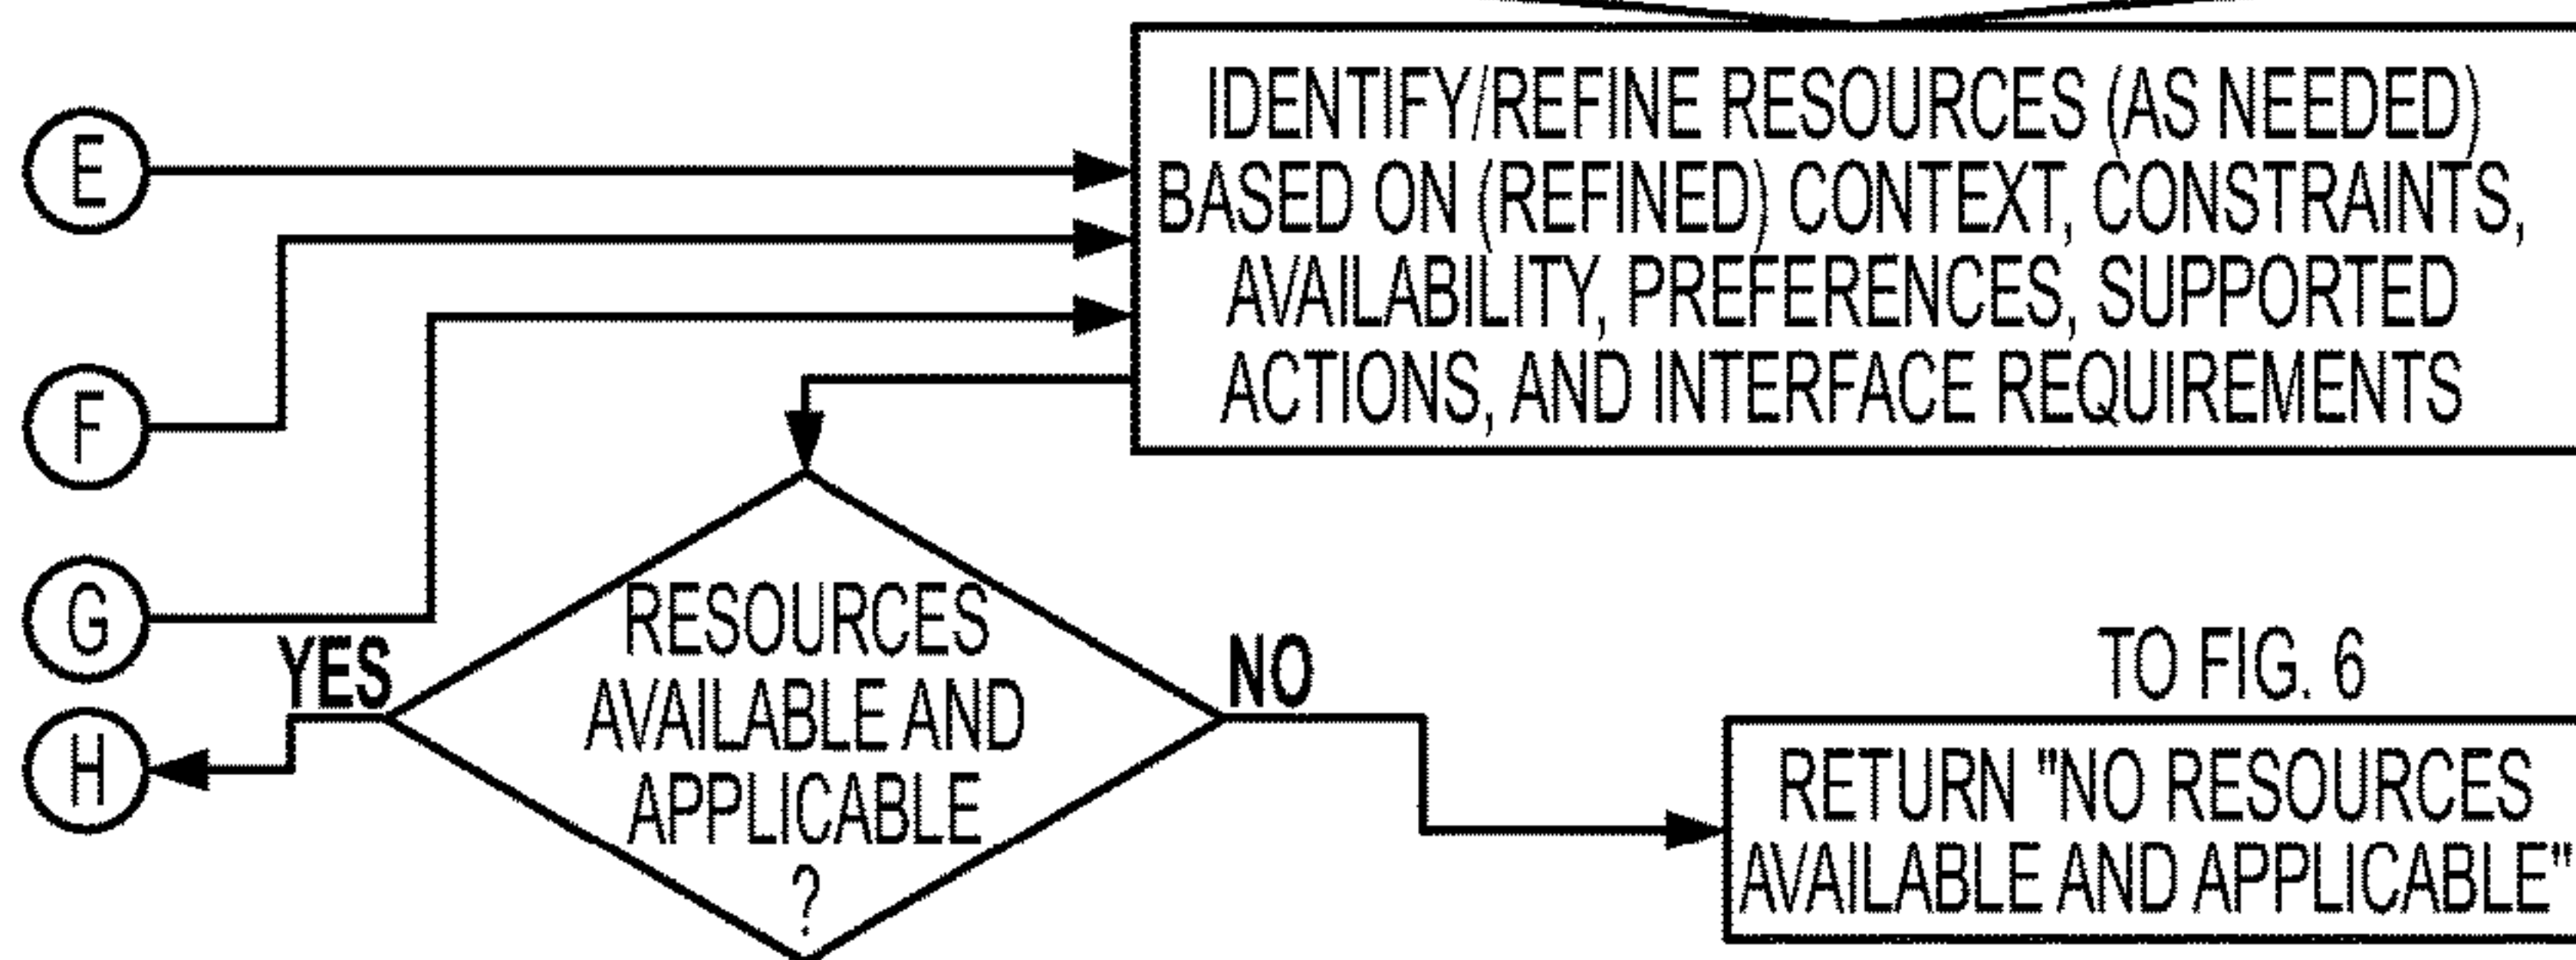 E
IDENTIFY/REFINE RESOURCES (AS NEEDED)
BASED ON (REFINED) CONTEXT, CONSTRAINTS,
AVAILABILITY, PREFERENCES, SUPPORTED
ACTIONS, AND INTERFACE REQUIREMENTS
F
G
H
YES
RESOURCES
AVAILABLE AND
APPLICABLE
?
NO
TO FIG. 6
RETURN "NO RESOURCES
AVAILABLE AND APPLICABLE"